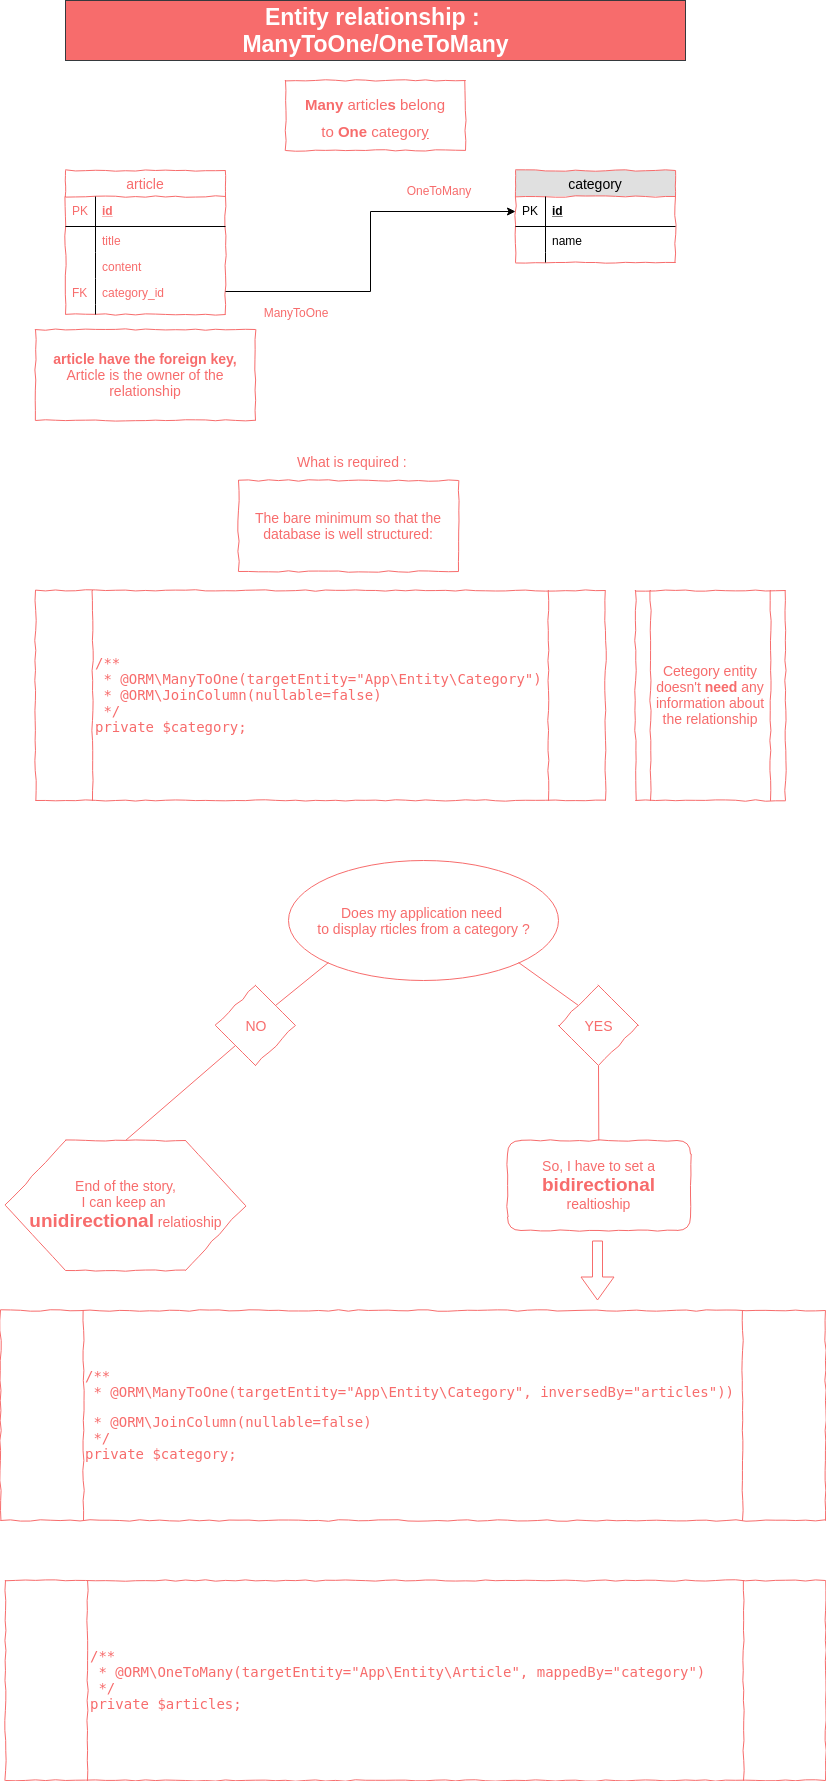 Entity relationship :
ManyToOne/OneToMany
Many articles belong
to One category
article
PK id
title
content
FK category_id
OneToMany
ManyToOne
category
PK id
name
article have the foreign key,
Article is the owner of the
relationship
What is required :
The bare minimum so that the
database is well structured:
/**
 * @ORM\ManyToOne(targetEntity="App\Entity\Category")
 * @ORM\JoinColumn(nullable=false)
 */
private $category;
Cetegory entity
doesn't need any
information about
the relationship
Does my application need
to display rticles from a category ?
NO
YES
End of the story,
I can keep an
unidirectional relatioship
So, I have to set a
bidirectional
realtioship
/**
 * @ORM\ManyToOne(targetEntity="App\Entity\Category", inversedBy="articles"))
 * @ORM\JoinColumn(nullable=false)
 */
private $category;
/**
 * @ORM\OneToMany(targetEntity="App\Entity\Article", mappedBy="category")
 */
private $articles;